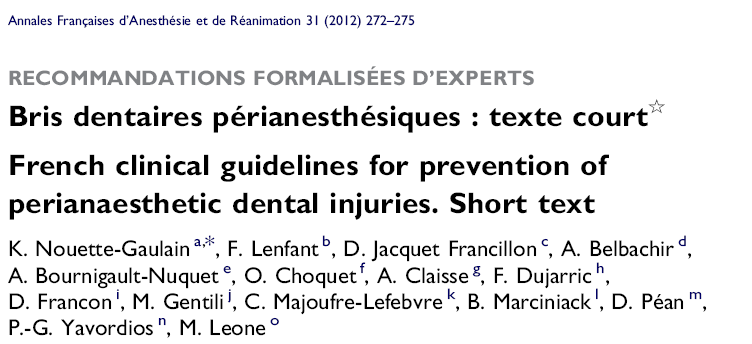 Annales Françaises d'Anesthésie et de Réanimation 31 (2012) 272–275
RECOMMANDATIONS FORMALISÉES D'EXPERTS
Bris dentaires périanesthésiques : texte court☆
French clinical guidelines for prevention of
perianaesthetic dental injuries. Short text
K. Nouette-Gaulain a,*, F. Lenfant b, D. Jacquet Francillon c, A. Belbachir d,
A. Bournigault-Nuquet e, O. Choquet f, A. Claisse g, F. Dujarric h,
D. Francon i, M. Gentili j, C. Majoufre-Lefebvre k, B. Marciniack l, D. Péan m,
P.-G. Yavordios n, M. Leone o